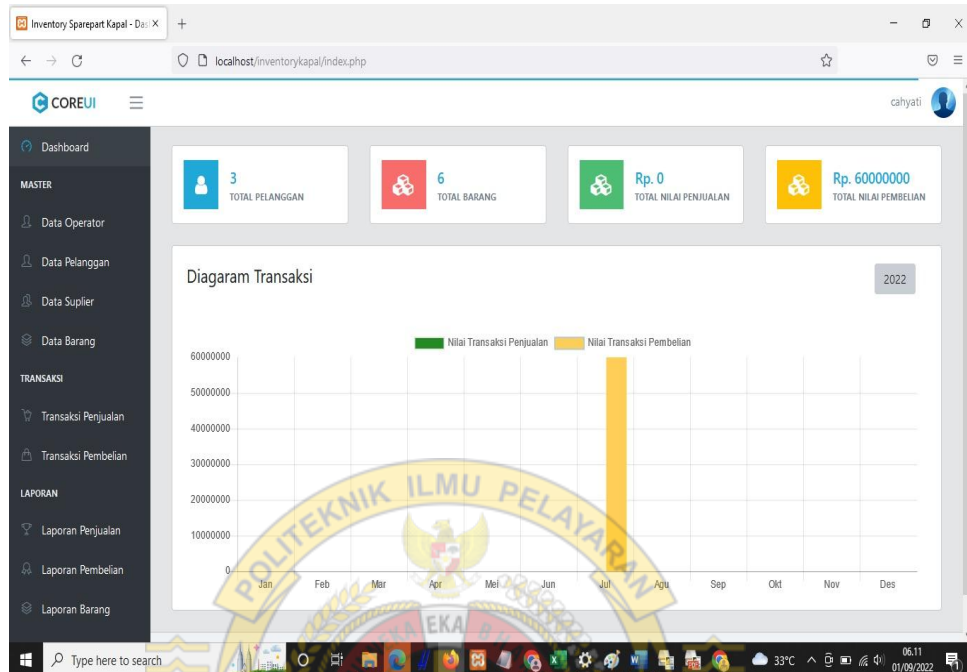 Inventory Sparepart Kapal - Das
localhost/inventorykapal/index.php
COREUI
cahyati
Dashboard
MASTER
Data Operator
Data Pelanggan
Data Suplier
Data Barang
TRANSAKSI
Transaksi Penjualan
Transaksi Pembelian
LAPORAN
Laporan Penjualan
Laporan Pembelian
Laporan Barang
3
TOTAL PELANGGAN
6
TOTAL BARANG
Rp. 0
TOTAL NILAI PENJUALAN
Rp. 60000000
TOTAL NILAI PEMBELIAN
Diagaram Transaksi
2022
Nilai Transaksi Penjualan Nilai Transaksi Pembelian
60000000
50000000
40000000
30000000
20000000
10000000
0
Jan Feb Mar Apr Mei Jun Jul Agu Sep Okt Nov Des
POLITEKNIK ILMU PELAYARAN
EKA
Type here to search
33°C
06.11
01/09/2022